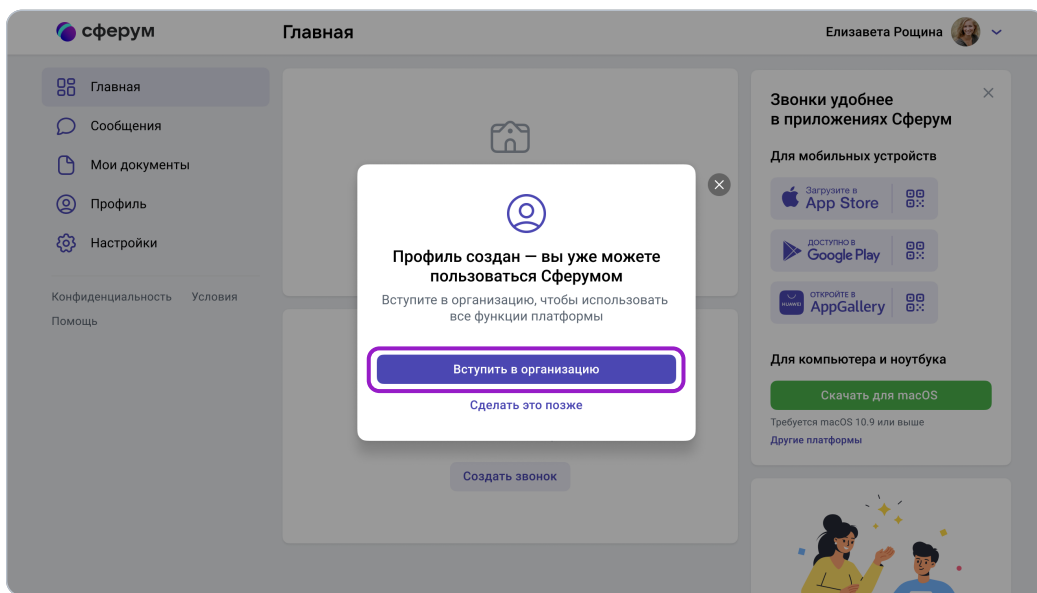 сферум
Главная
Елизавета Рощина
Главная
Сообщения
Мои документы
Профиль
Настройки
Конфиденциальность Условия
Помощь
Профиль создан — вы уже можете
пользоваться Сферумом
Вступите в организацию, чтобы использовать
все функции платформы
Вступить в организацию
Сделать это позже
Создать звонок
Звонки удобнее
в приложениях Сферум
Для мобильных устройств
Загрузите в
App Store
ДОСТУПНО В
Google Play
HUAWEI
ОТКРОЙТЕ В
AppGallery
Для компьютера и ноутбука
Скачать для macOS
Требуется macOS 10.9 или выше
Другие платформы